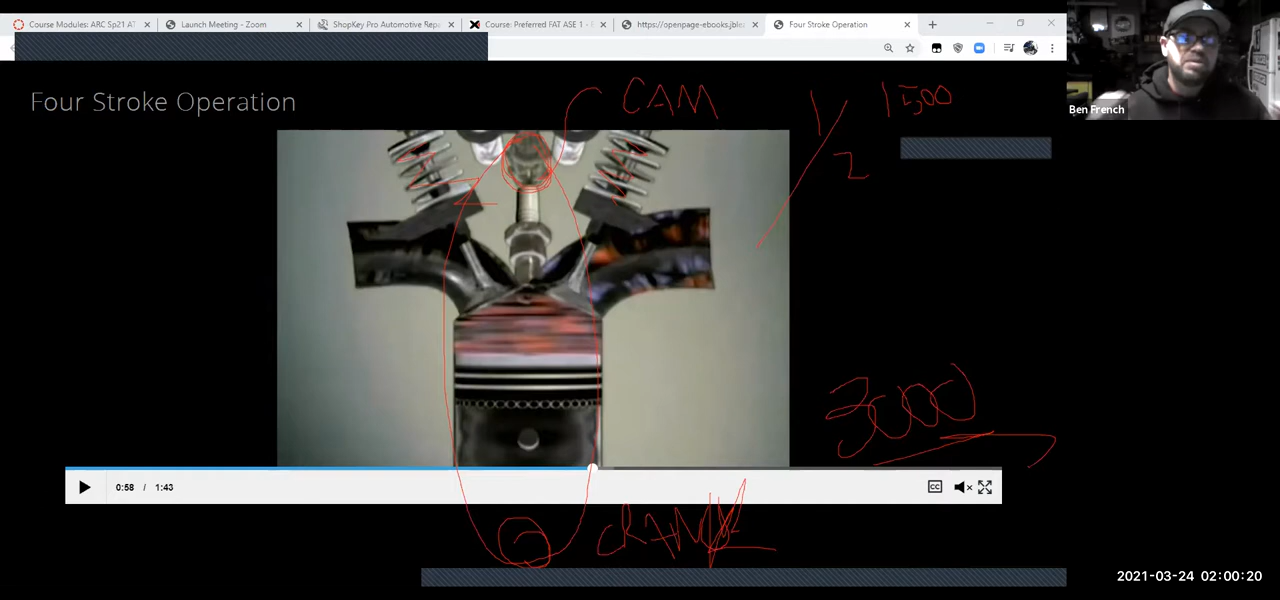 Course Modules: ARC Sp21 AT
Launch Meeting - Zoom
ShopKey Pro Automotive Repa
Course: Preferred FAT ASE 1 - E
https://openpage-ebooks.jblea
Four Stroke Operation
Ben French
Four Stroke Operation
CAM
1/2
1500
3000
0:58 / 1:43
CC
CRANK
2021-03-24 02:00:20